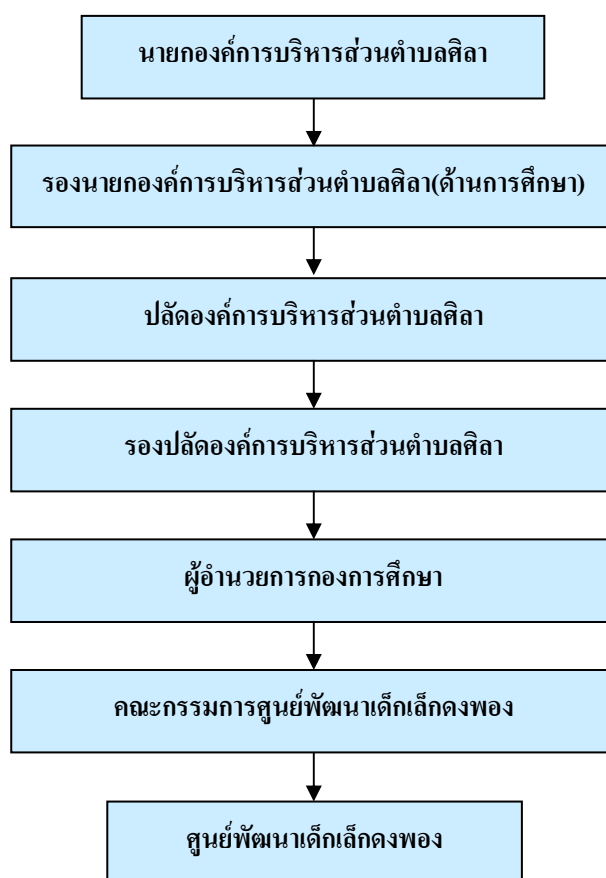 นายกองค์การบริหารส่วนตำบลศิลา
รองนายกองค์การบริหารส่วนตำบลศิลา(ด้านการศึกษา)
ปลัดองค์การบริหารส่วนตำบลศิลา
รองปลัดองค์การบริหารส่วนตำบลศิลา
ผู้อำนวยการกองการศึกษา
คณะกรรมการศูนย์พัฒนาเด็กเล็กดงพอง
ศูนย์พัฒนาเด็กเล็กดงพอง